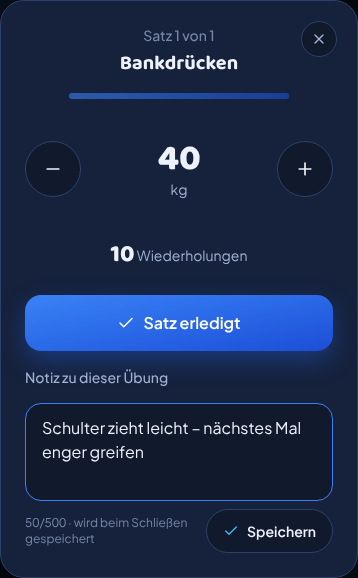 Satz 1 von 1
Bankdrücken
40
kg
10 Wiederholungen
Satz erledigt
Notiz zu dieser Übung
Schulter zieht leicht – nächstes Mal
enger greifen
50/500 · wird beim Schließen
gespeichert
Speichern